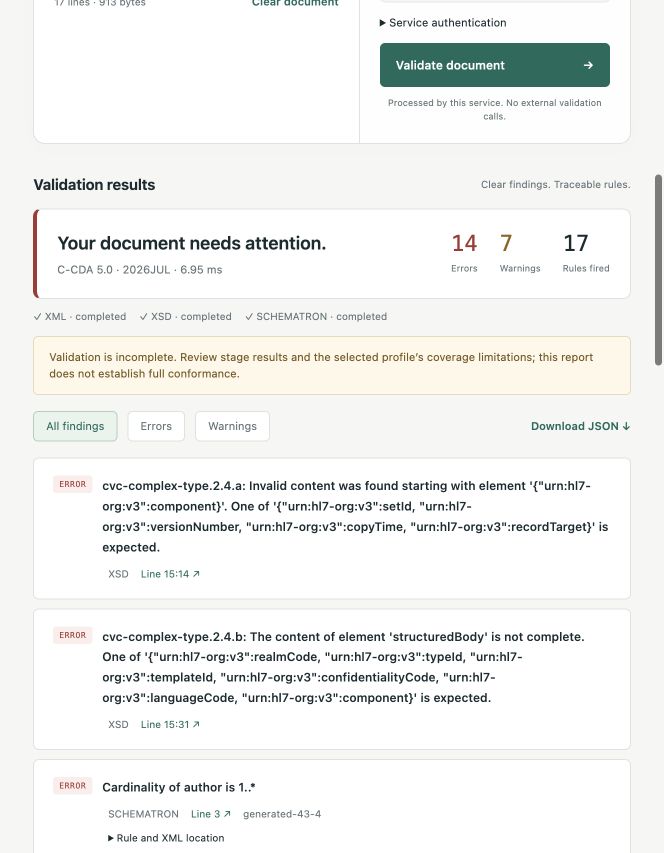 17 lines · 913 bytes
Clear document
▶ Service authentication
Validate document →
Processed by this service. No external validation
calls.
Validation results
Clear findings. Traceable rules.
Your document needs attention.
C-CDA 5.0 · 2026JUL · 6.95 ms
14 7 17
Errors Warnings Rules fired
✓ XML · completed ✓ XSD · completed ✓ SCHEMATRON · completed
Validation is incomplete. Review stage results and the selected profile's coverage limitations; this report
does not establish full conformance.
All findings Errors Warnings Download JSON ↓
ERROR cvc-complex-type.2.4.a: Invalid content was found starting with element '{"urn:hl7-
org:v3":component}'. One of '{"urn:hl7-org:v3":setId, "urn:hl7-
org:v3":versionNumber, "urn:hl7-org:v3":copyTime, "urn:hl7-org:v3":recordTarget}' is
expected.
XSD Line 15:14 ↗
ERROR cvc-complex-type.2.4.b: The content of element 'structuredBody' is not complete.
One of '{"urn:hl7-org:v3":realmCode, "urn:hl7-org:v3":typeId, "urn:hl7-
org:v3":templateId, "urn:hl7-org:v3":confidentialityCode, "urn:hl7-
org:v3":languageCode, "urn:hl7-org:v3":component}' is expected.
XSD Line 15:31 ↗
ERROR Cardinality of author is 1..*
SCHEMATRON Line 3 ↗ generated-43-4
▶ Rule and XML location